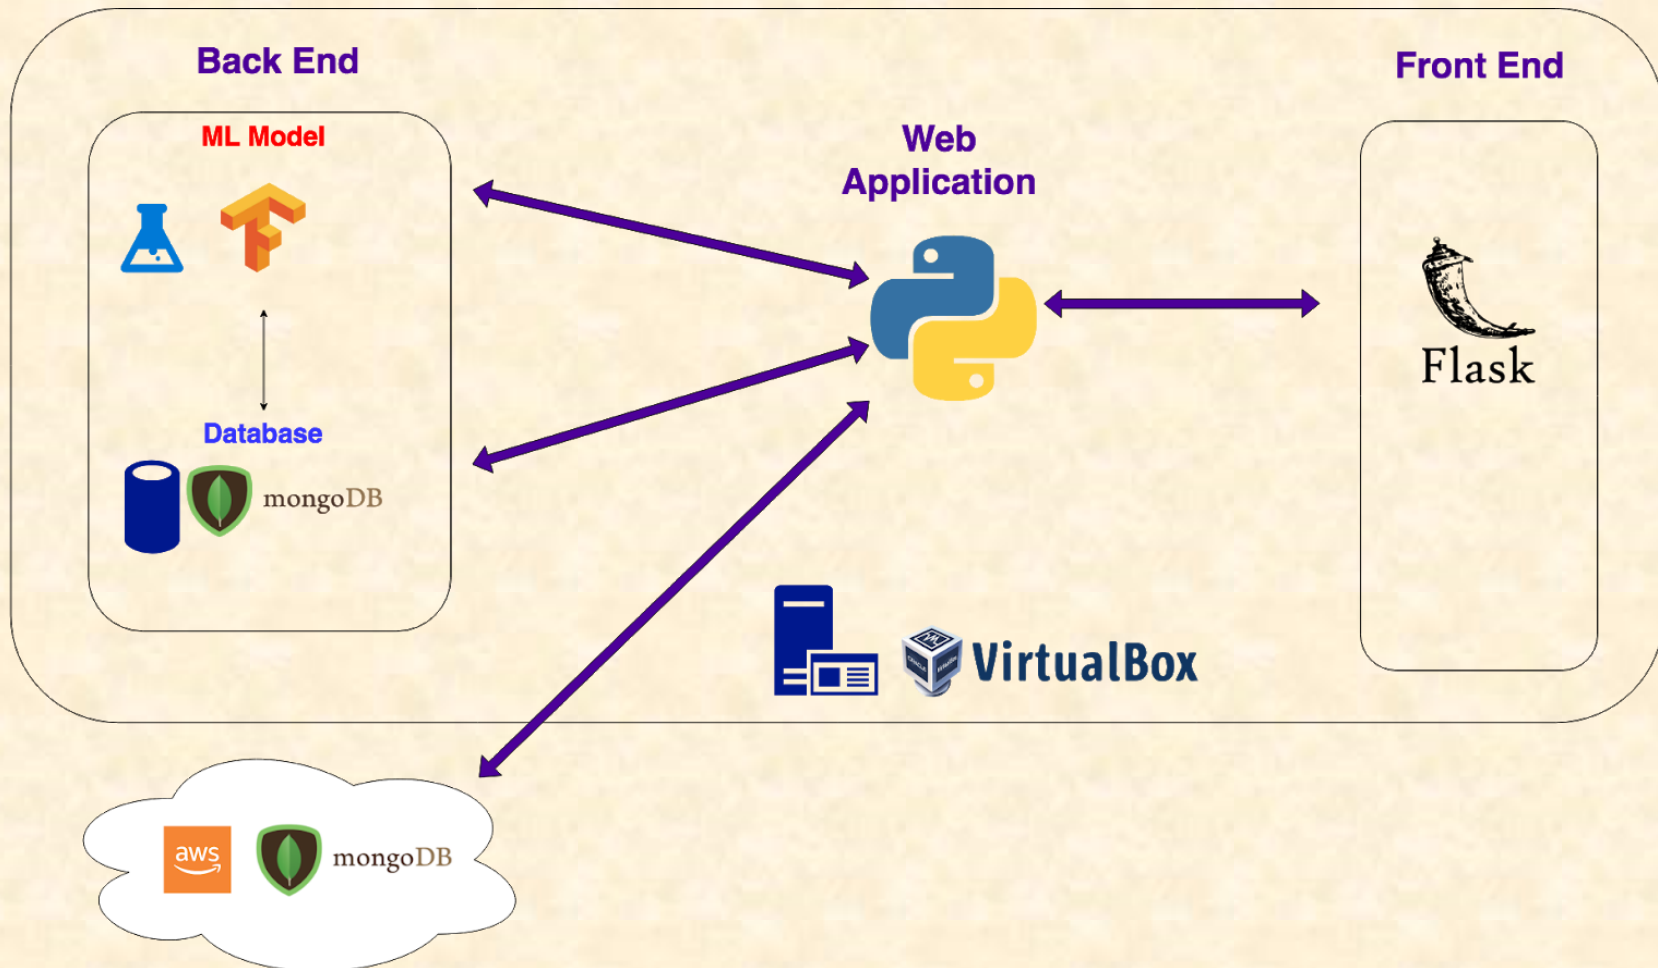 Back End
Front End
ML Model
Web
Application
Flask
Database
mongoDB
VirtualBox
aws
mongoDB